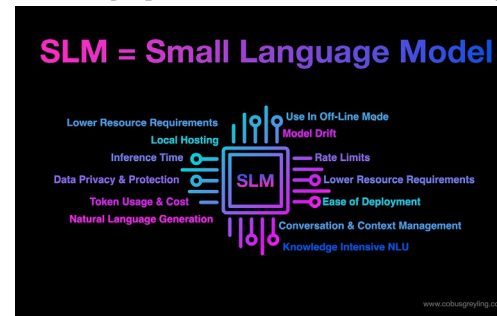 SLM = Small Language Model
Lower Resource Requirements
Use In Off-Line Mode
Local Hosting
Model Drift
Inference Time
Rate Limits
Data Privacy & Protection
SLM
Lower Resource Requirements
Token Usage & Cost
Ease of Deployment
Natural Language Generation
Conversation & Context Management
Knowledge Intensive NLU
www.cobusgreyling.co